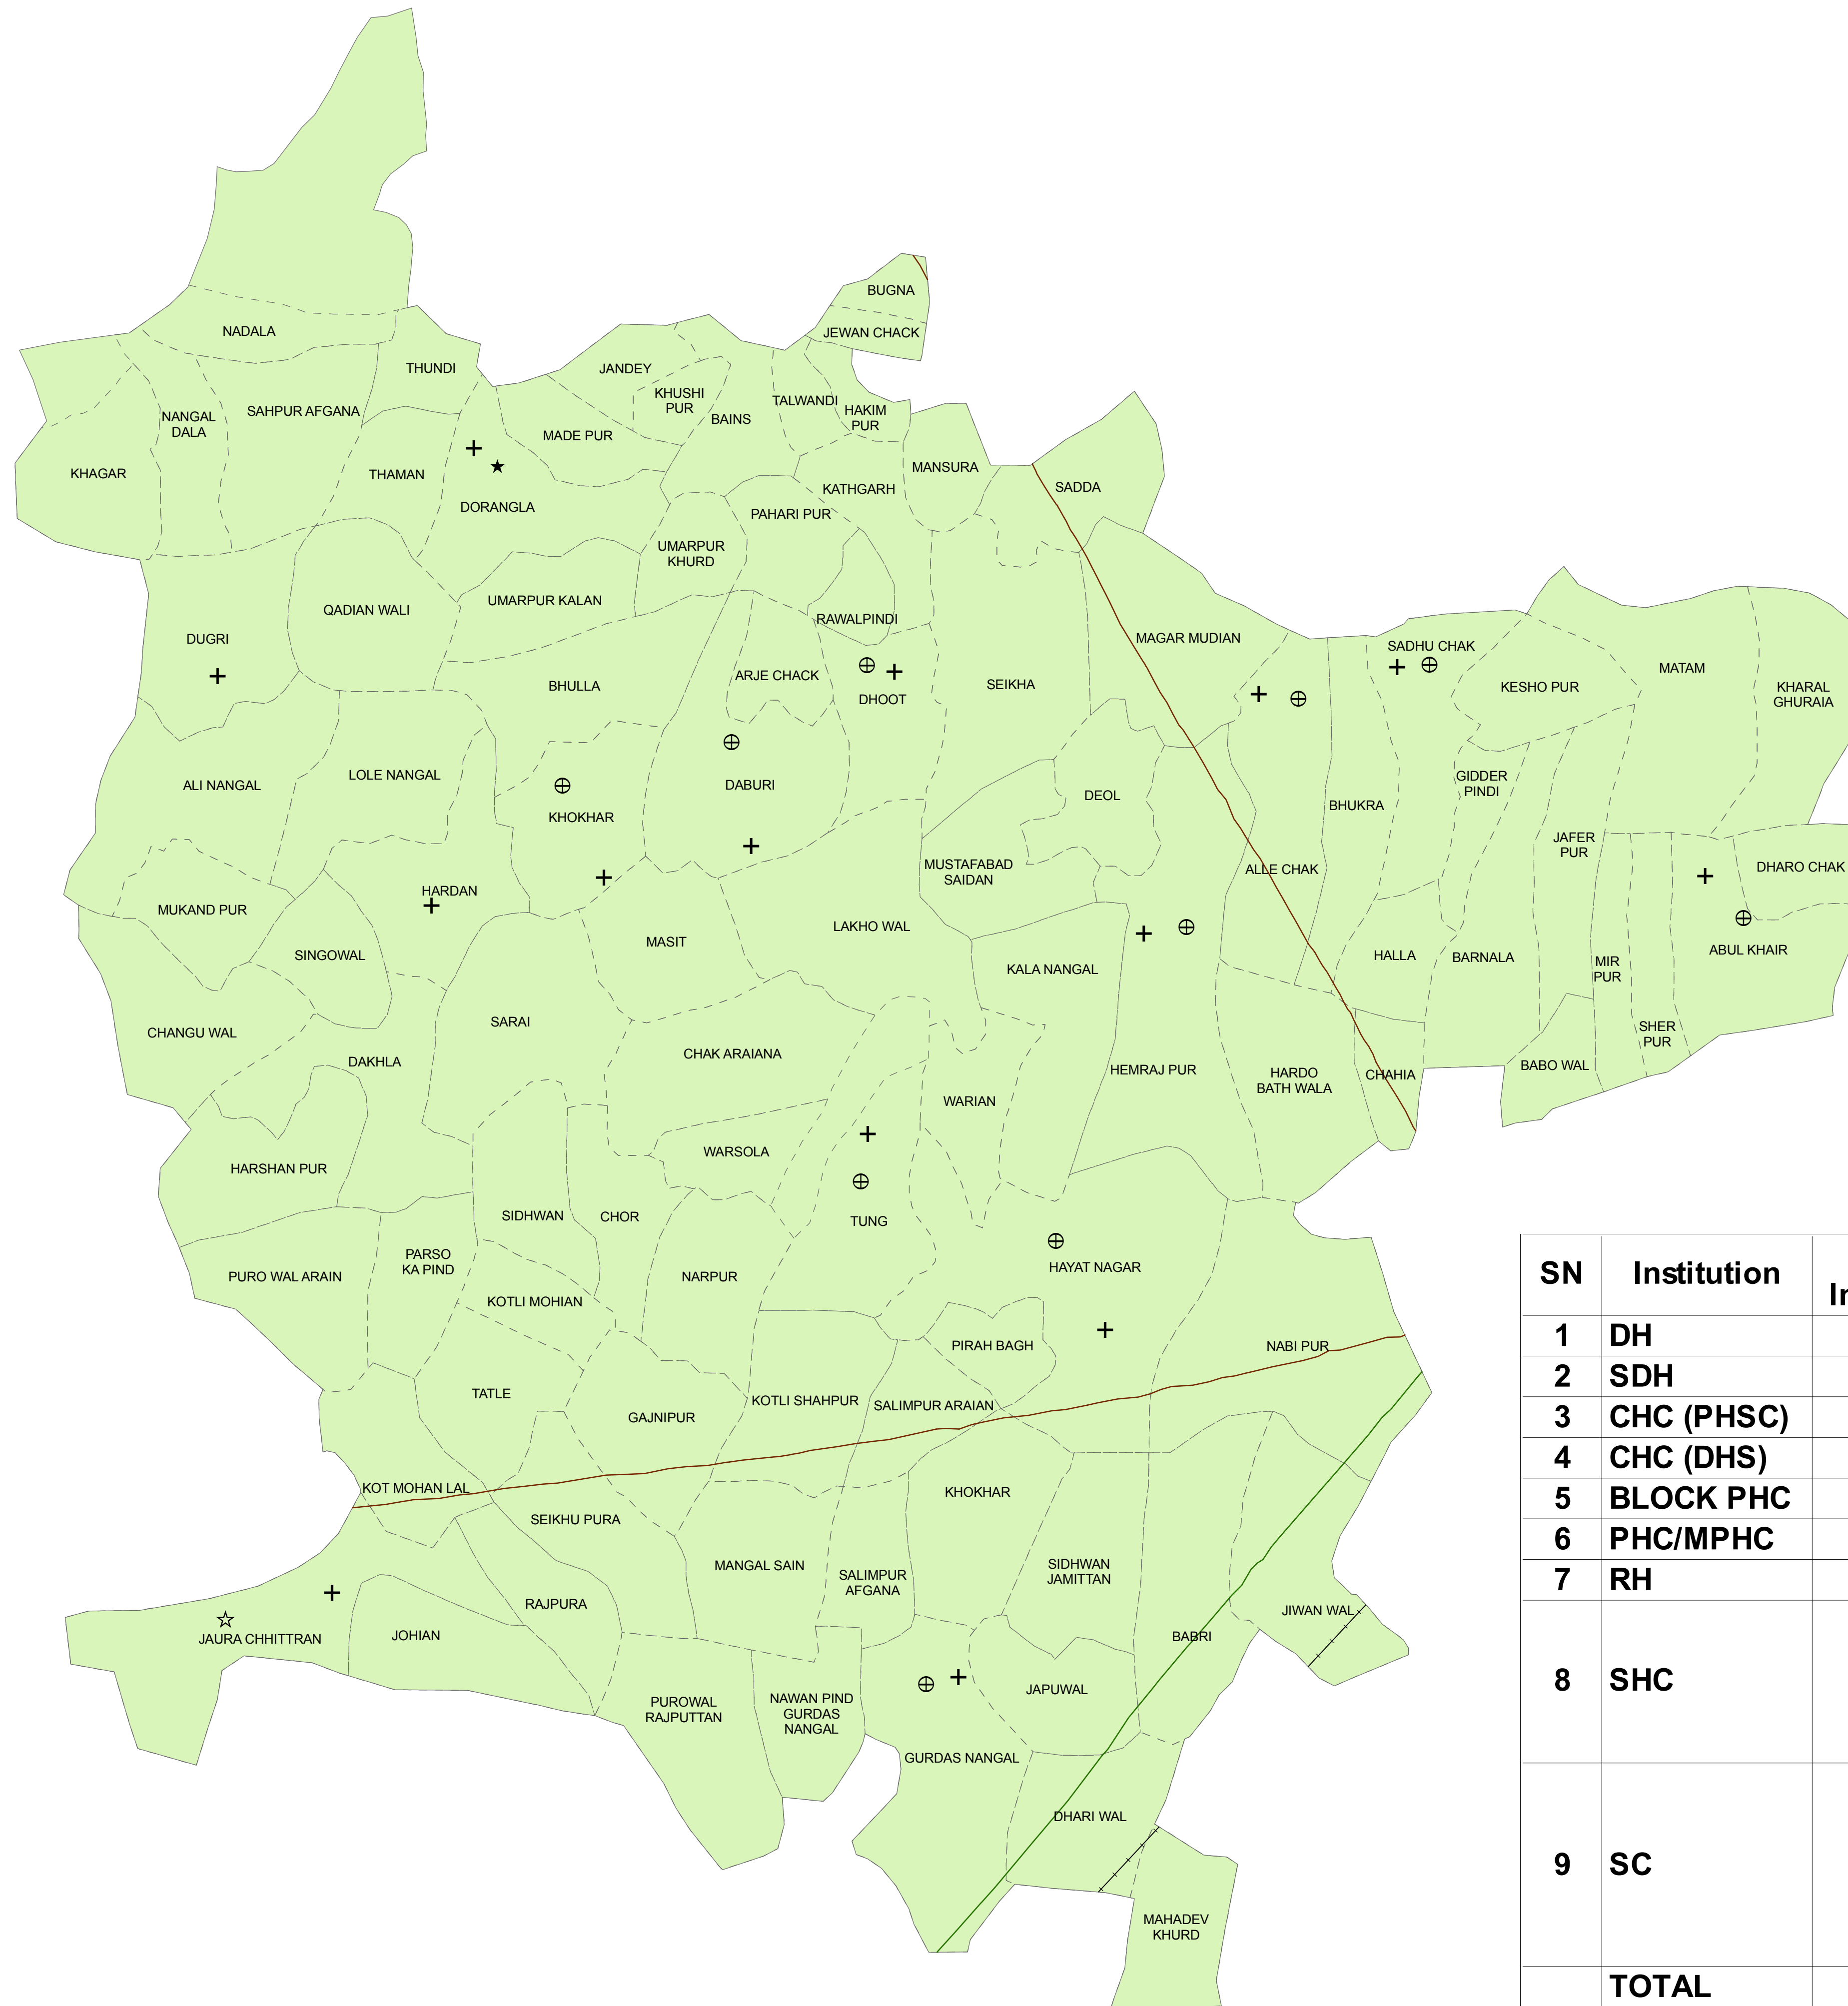 BUGNA
JEWAN CHACK
NADALA
THUNDI
JANDEY
KHUSHI
PUR
BAINS
TALWANDI
HAKIM
PUR
NANGAL
DALA
SAHPUR AFGANA
MADE PUR
KHAGAR
THAMAN
DORANGLA
KATHGARH
MANSURA
SADDA
PAHARI PUR
UMARPUR
KHURD
QADIAN WALI
UMARPUR KALAN
RAWALPINDI
DUGRI
MAGAR MUDIAN
SADHU CHAK
BHULLA
ARJE CHACK
DHOOT
SEIKHA
KESHO PUR
MATAM
KHARAL
GHURAIA
ALI NANGAL
LOLE NANGAL
KHOKHAR
DABURI
DEOL
BHUKRA
GIDDER
PINDI
JAFER
PUR
DHARO CHAK
MUSTAFABAD
SAIDAN
ALLE CHAK
HARDAN
MUKAND PUR
SINGOWAL
MASIT
LAKHO WAL
KALA NANGAL
HALLA
BARNALA
MIR
PUR
ABUL KHAIR
CHANGU WAL
SARAI
DAKHLA
CHAK ARAIANA
SHER
PUR
BABO WAL
HEMRAJ PUR
HARDO
BATH WALA
CHAHIA
WARIAN
WARSOLA
HARSHAN PUR
SIDHWAN
CHOR
TUNG
PARSO
KA PIND
PURO WAL ARAIN
NARPUR
HAYAT NAGAR
KOTLI MOHIAN
PIRAH BAGH
NABI PUR
TATLE
GAJNIPUR
KOTLI SHAHPUR
SALIMPUR ARAIAN
KOT MOHAN LAL
SEIKHU PURA
KHOKHAR
MANGAL SAIN
SALIMPUR
AFGANA
SIDHWAN
JAMITTAN
RAJPURA
JIWAN WAL
JAURA CHHITTRAN
JOHIAN
BABRI
PUROWAL
RAJPUTTAN
NAWAN PIND
GURDAS
NANGAL
JAPUWAL
GURDAS NANGAL
DHARI WAL
MAHADEV
KHURD
SN Institution
1 DH
2 SDH
3 CHC (PHSC)
4 CHC (DHS)
5 BLOCK PHC
6 PHC/MPHC
7 RH
8 SHC
9 SC
TOTAL